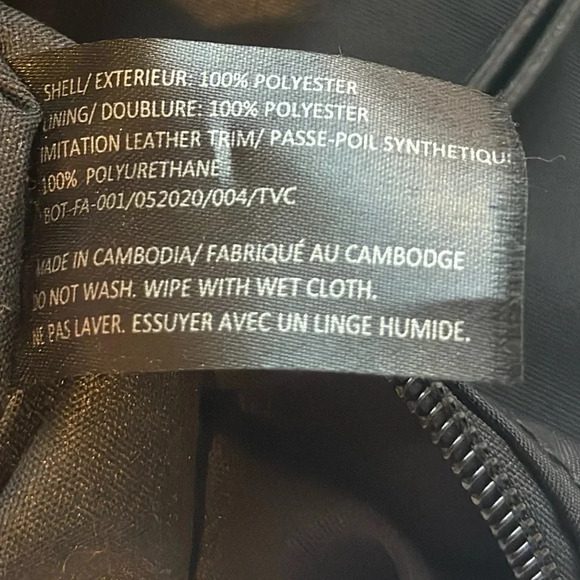 SHELL/ EXTERIEUR: 100% POLYESTER
LINING/ DOUBLURE: 100% POLYESTER
IMITATION LEATHER TRIM/ PASSE-POIL SYNTHETIQUE
100% POLYURETHANE
BOT-FA-001/052020/004/TVC
MADE IN CAMBODIA/ FABRIQUÉ AU CAMBODGE
DO NOT WASH. WIPE WITH WET CLOTH.
NE PAS LAVER. ESSUYER AVEC UN LINGE HUMIDE.